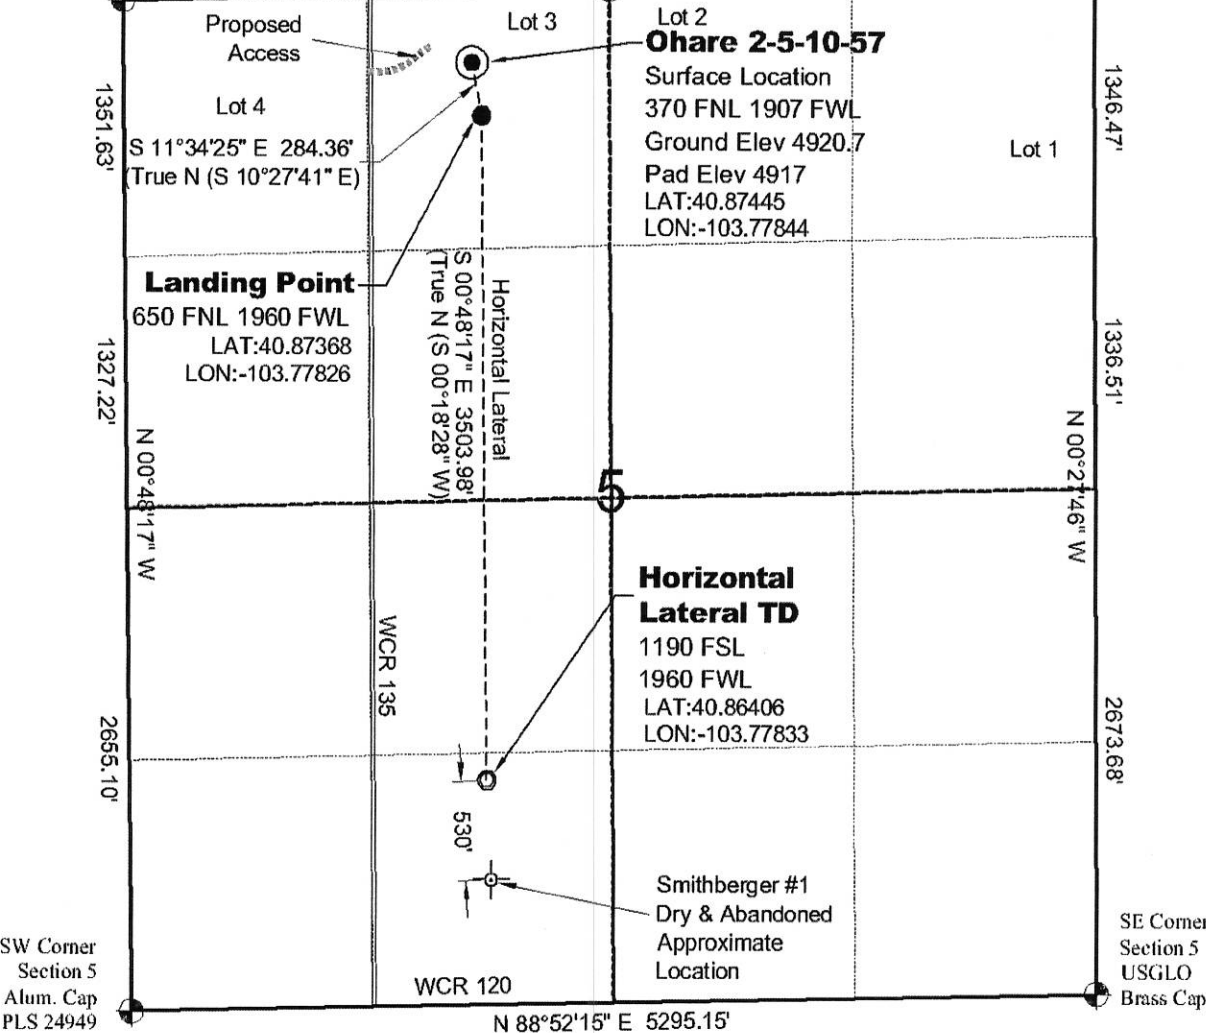 Proposed
Access
Lot 3
Lot 2
Ohare 2-5-10-57
Surface Location
370 FNL 1907 FWL
Ground Elev 4920.7
Pad Elev 4917
LAT:40.87445
LON:-103.77844
Lot 4
Lot 1
1351.63'
1346.47'
S 11°34'25" E 284.36'
(True N (S 10°27'41" E)
Landing Point
650 FNL 1960 FWL
LAT:40.87368
LON:-103.77826
Horizontal Lateral
S 00°48'17" E 3503.98'
(True N (S 00°18'28" W)
1327.22'
1336.51'
N 00°48'17" W
N 00°27'46" W
5
Horizontal
Lateral TD
1190 FSL
1960 FWL
LAT:40.86406
LON:-103.77833
WCR 135
2655.10'
2673.68'
530'
Smithberger #1
Dry & Abandoned
Approximate
Location
SW Corner
Section 5
Alum. Cap
PLS 24949
SE Corner
Section 5
USGLO
Brass Cap
WCR 120
N 88°52'15" E 5295.15'